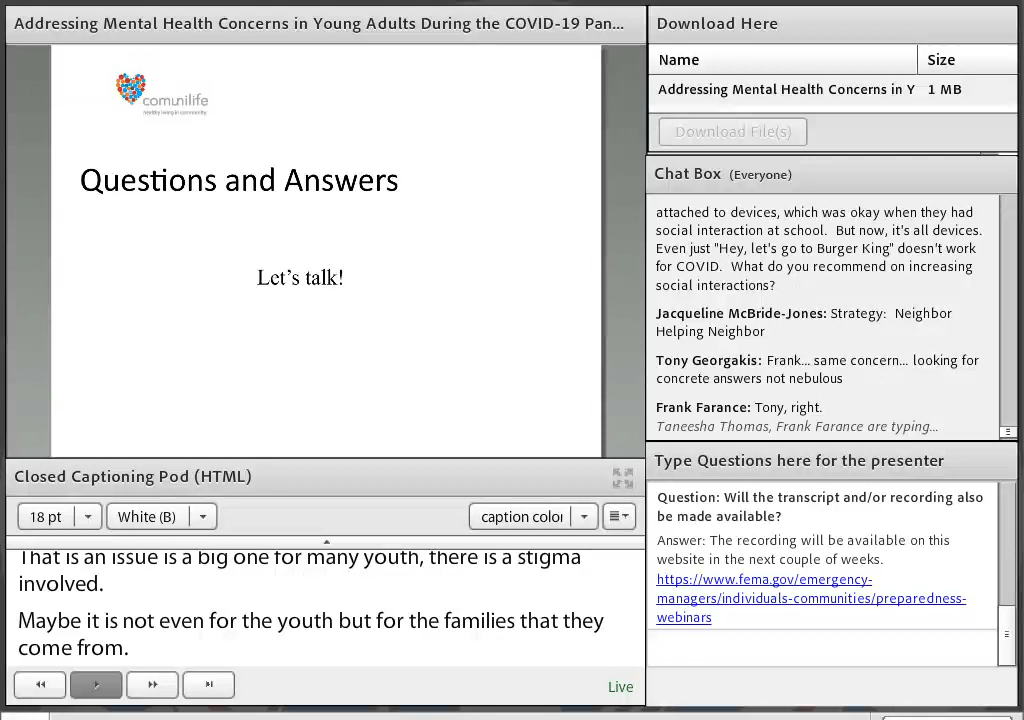 Addressing Mental Health Concerns in Young Adults During the COVID-19 Pan...
comunilife
healthy living in community
Questions and Answers
Let's talk!
Closed Captioning Pod (HTML)
18 pt
White (B)
caption color
That is an issue is a big one for many youth, there is a stigma
involved.
Maybe it is not even for the youth but for the families that they
come from.
Live
Download Here
Name Size
Addressing Mental Health Concerns in Y 1 MB
Download File(s)
Chat Box (Everyone)
attached to devices, which was okay when they had
social interaction at school. But now, it's all devices.
Even just "Hey, let's go to Burger King" doesn't work
for COVID. What do you recommend on increasing
social interactions?
Jacqueline McBride-Jones: Strategy: Neighbor
Helping Neighbor
Tony Georgakis: Frank... same concern... looking for
concrete answers not nebulous
Frank Farance: Tony, right.
Taneesha Thomas, Frank Farance are typing...
Type Questions here for the presenter
Question: Will the transcript and/or recording also
be made available?
Answer: The recording will be available on this
website in the next couple of weeks.
https://www.fema.gov/emergency-
managers/individuals-communities/preparedness-
webinars